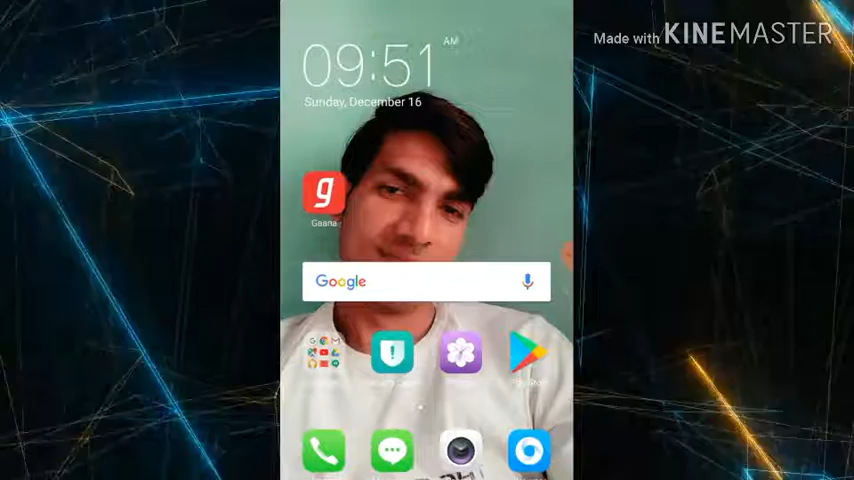 Made with KINEMASTER
09:51 AM
Sunday, December 16
g
Gaana
Google